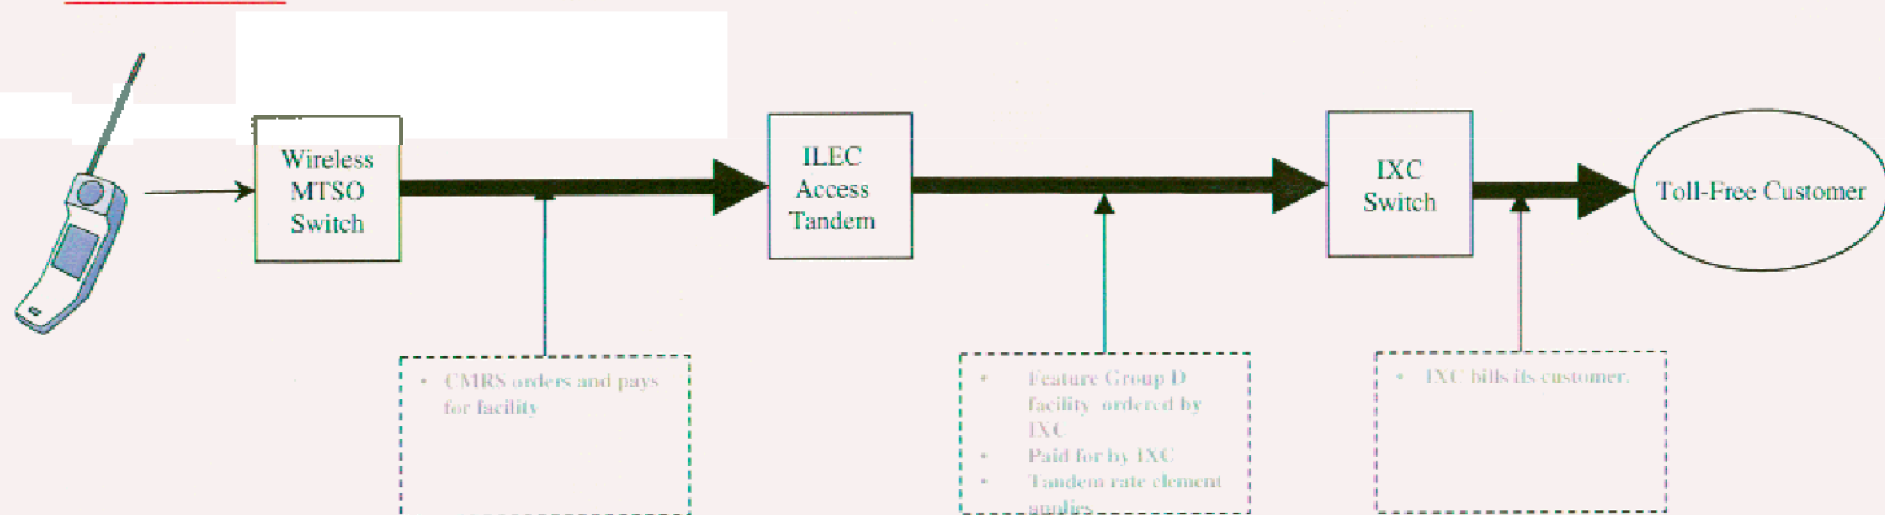 Wireless
MTSO
Switch
ILEC
Access
Tandem
IXC
Switch
Toll-Free Customer
• CMRS orders and pays
for facility
• Feature Group D
facility ordered by
IXC
• Paid for by IXC
• Tandem rate element
applies
• IXC bills its customer.